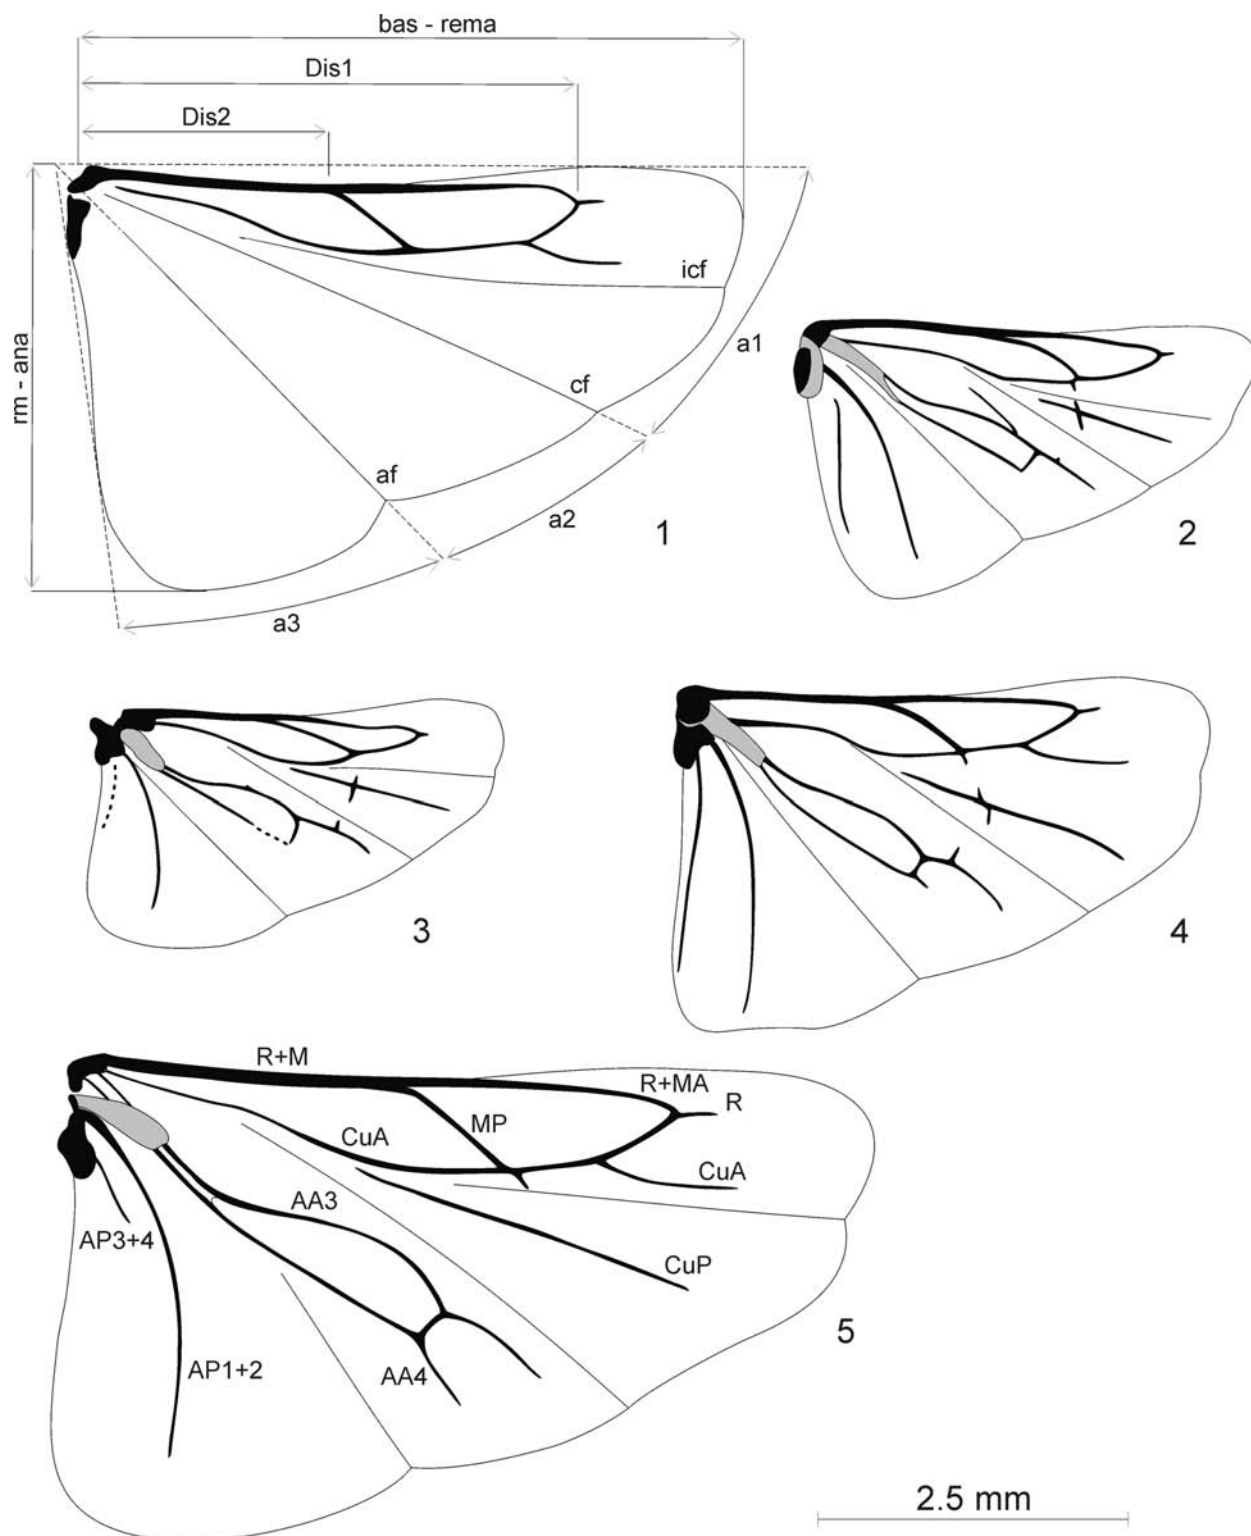 bas - rema
Dis1
Dis2
rm - ana
icf
a1
cf
af
a2
1
a3
2
3
4
R+M
R+MA
R
MP
CuA
CuA
AA3
AP3+4
CuP
5
AP1+2
AA4
2.5 mm